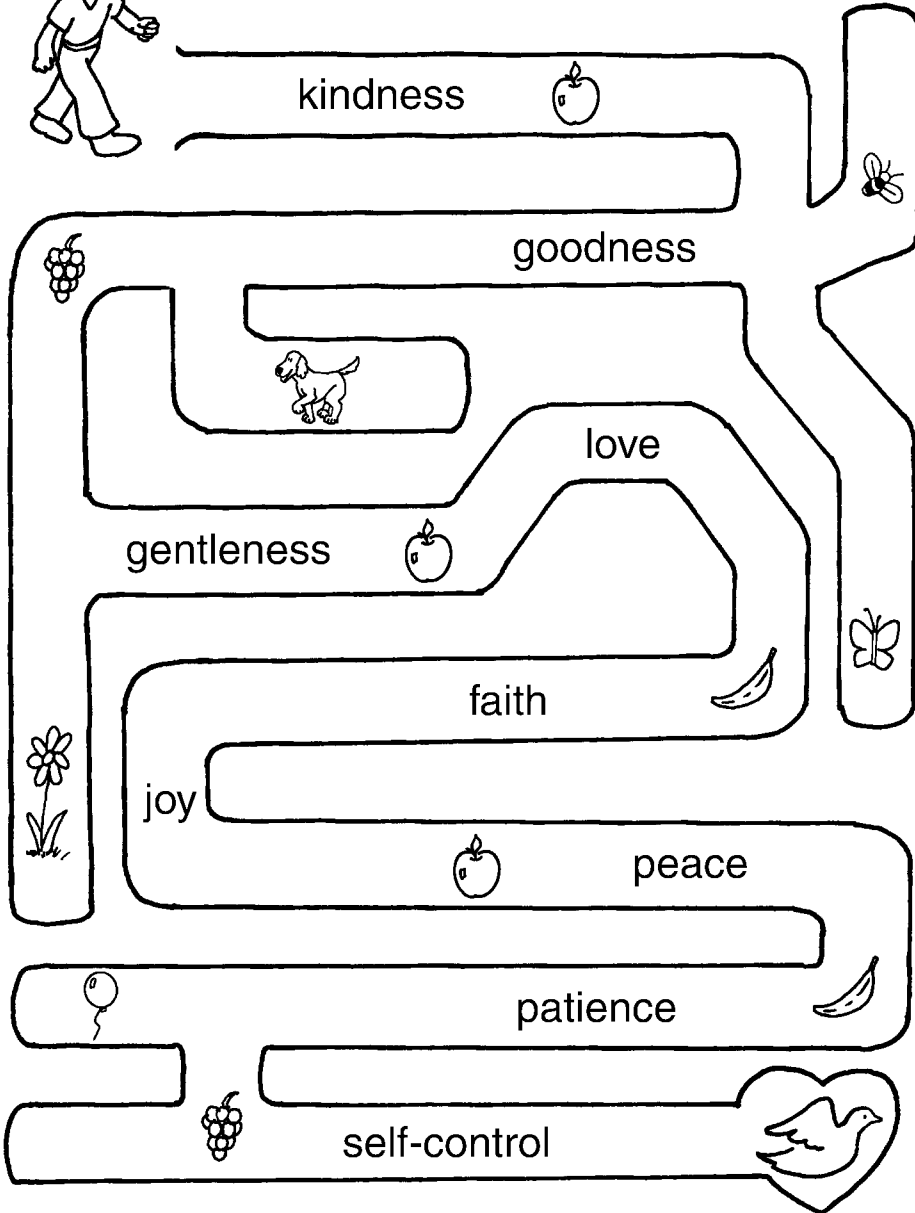 kindness
goodness
love
gentleness
faith
joy
peace
patience
self-control